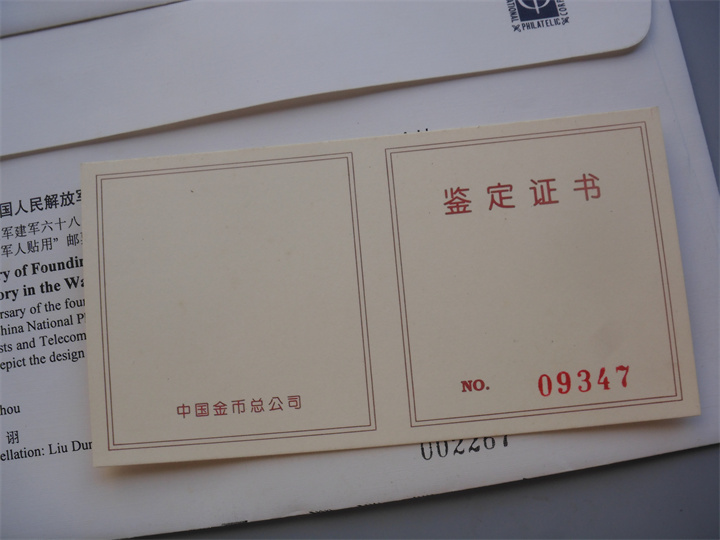 PHILATELIC
国人民解放军
军建军六十八
军人贴用”邮
ry of Foundin
ory in the Wa
rsary of the fou
hina National P
sts and Telecom
epict the design
hou
诩
ellation: Liu Dun
中国金币总公司
鉴定证书
NO. 09347
002267